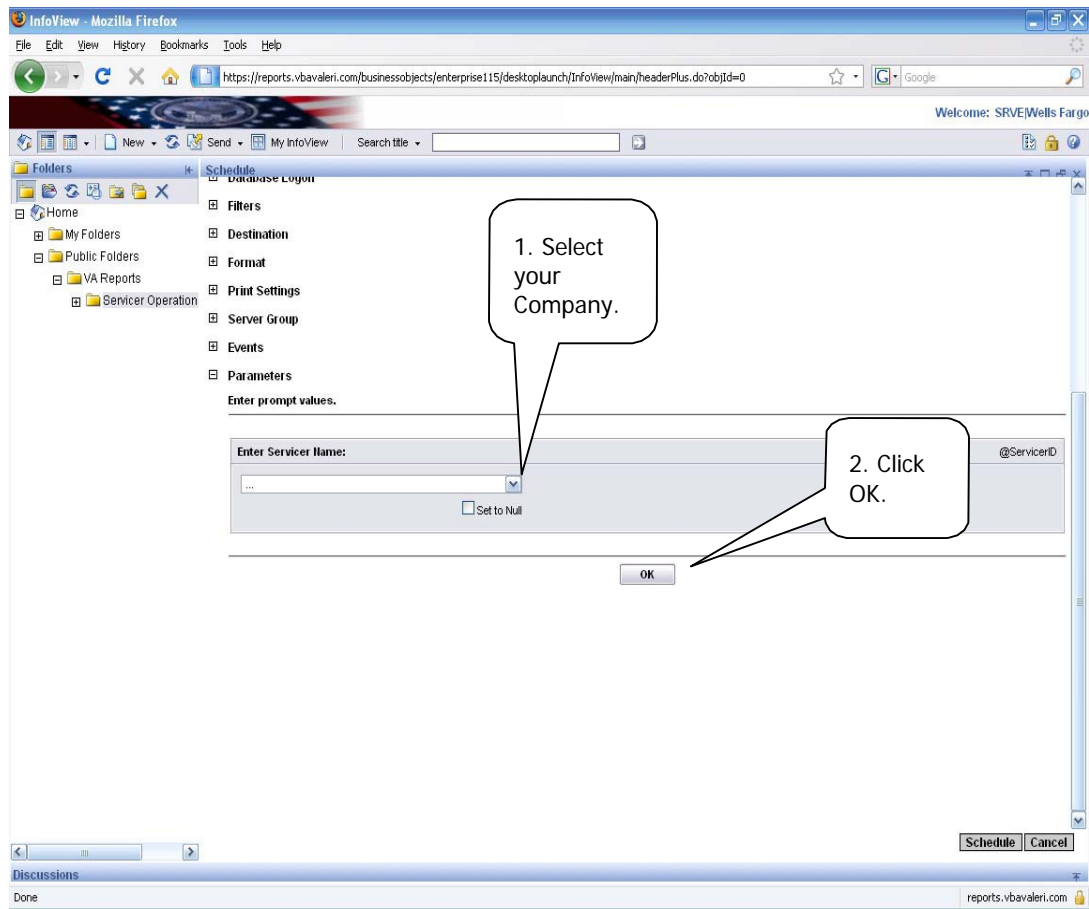 InfoView - Mozilla Firefox
File Edit View History Bookmarks Tools Help
https://reports.vbavaleri.com/businessobjects/enterprise115/desktoplaunch/InfoView/main/headerPlus.do?objId=0
G Google
Welcome: SRVE|Wells Fargo
New Send My InfoView Search title
Folders
Schedule
Database Logon
Home
Filters
My Folders
Destination
Public Folders
Format
VA Reports
Print Settings
Servicer Operation
Server Group
Events
Parameters
Enter prompt values.
1. Select
your
Company.
Enter Servicer Name:
@ServicerID
...
Set to Null
2. Click
OK.
OK
Schedule Cancel
Discussions
Done
reports.vbavaleri.com